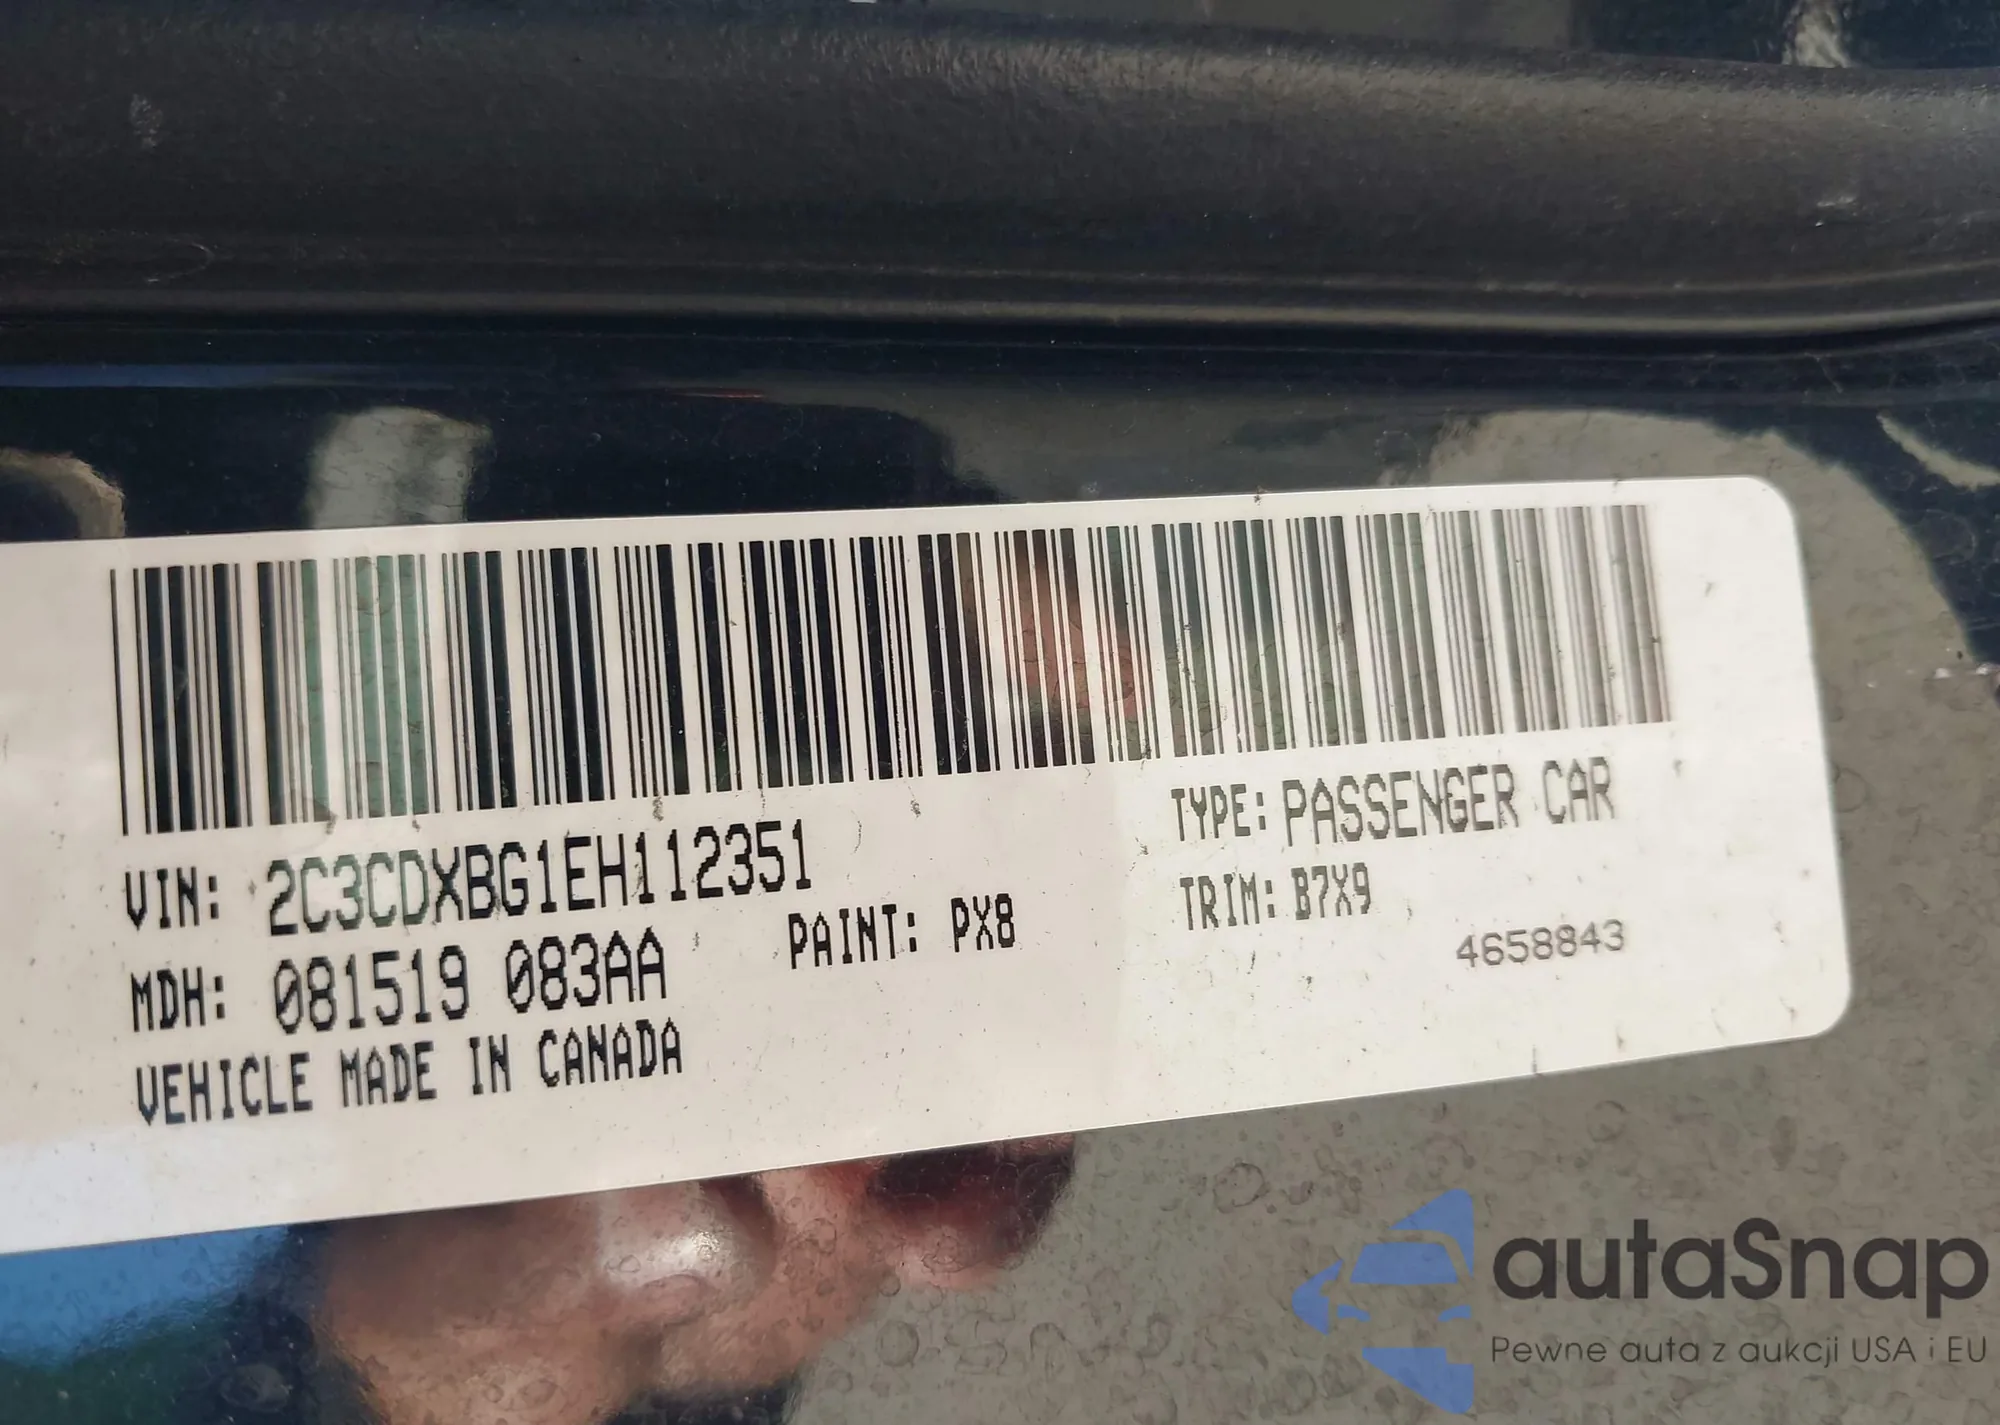 VIN: 2C3CDXBG1EH112351
TYPE: PASSENGER CAR
MDH: 081519 083AA
PAINT: PX8
TRIM: B7X9
4658843
VEHICLE MADE IN CANADA
autaSnap
Pewne auta z aukcji USA i EU